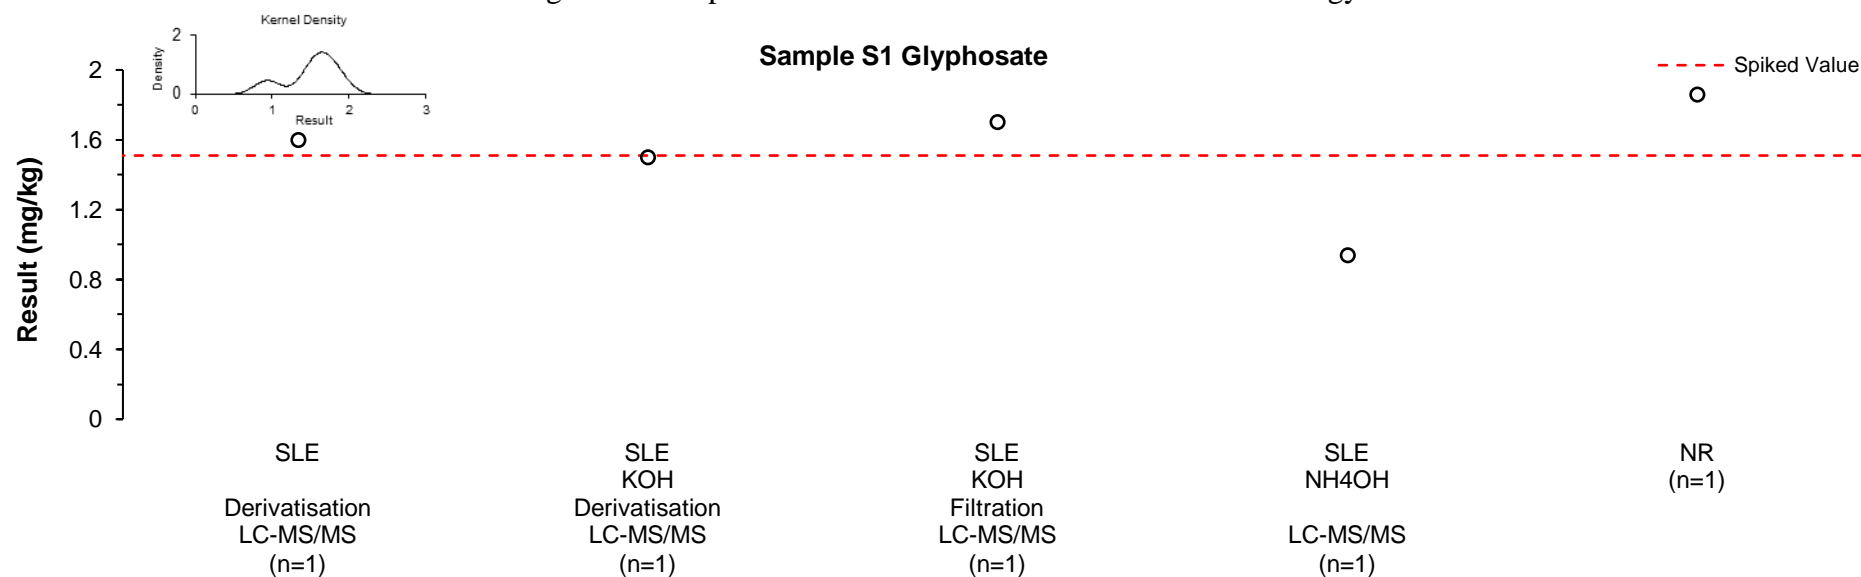 Kernel Density
2
Density
0
0 1 2 3
Result
Sample S1 Glyphosate
Spiked Value
Result (mg/kg)
2
1.6
1.2
0.8
0.4
0
SLE
Derivatisation
LC-MS/MS
(n=1)
SLE
KOH
Derivatisation
LC-MS/MS
(n=1)
SLE
KOH
Filtration
LC-MS/MS
(n=1)
SLE
NH4OH
LC-MS/MS
(n=1)
NR
(n=1)